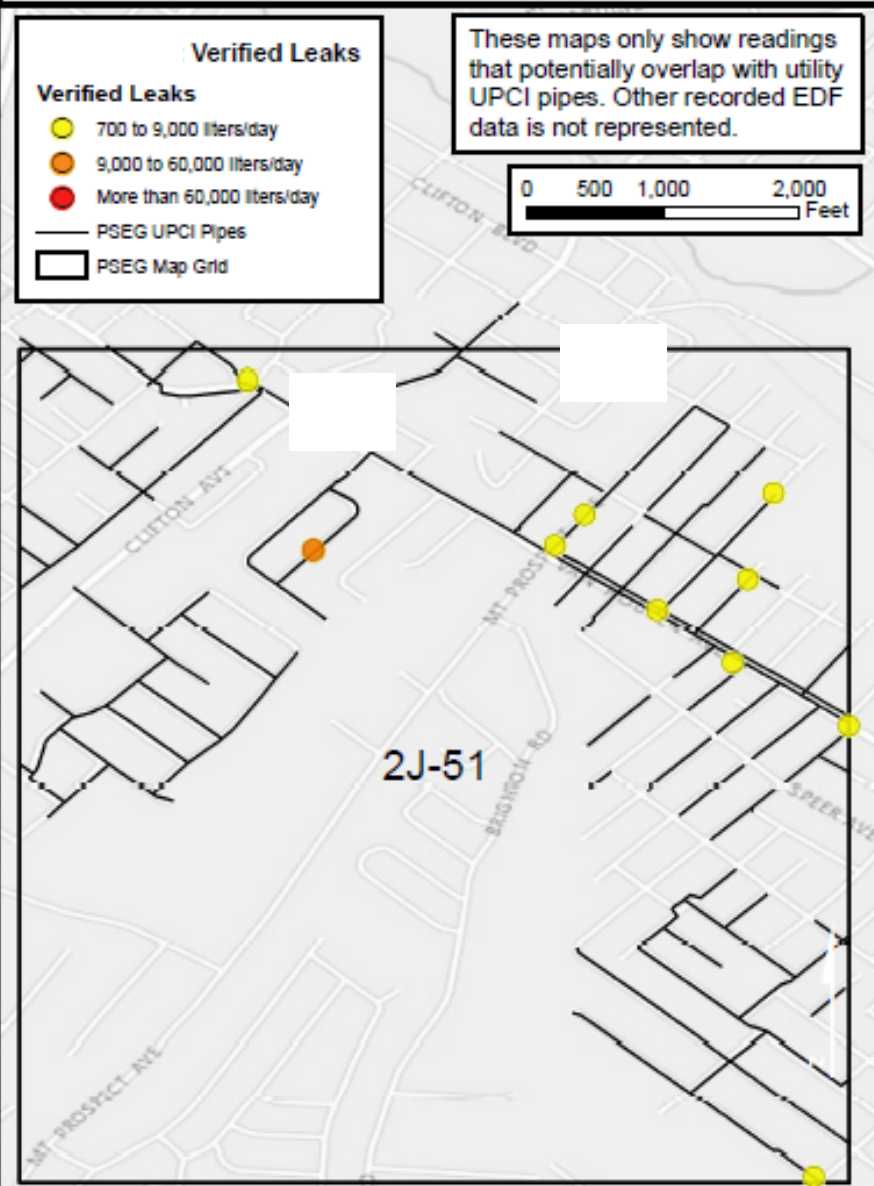 Verified Leaks
Verified Leaks
700 to 9,000 liters/day
9,000 to 60,000 liters/day
More than 60,000 liters/day
PSEG UPCI Pipes
PSEG Map Grid
These maps only show readings
that potentially overlap with utility
UPCI pipes. Other recorded EDF
data is not represented.
0 500 1,000 2,000
Feet
CLIFTON BLVD
CLIFTON AVE
2J-51
BRIGHTON RD
SPEER AVE
MT PROSPECT AVE